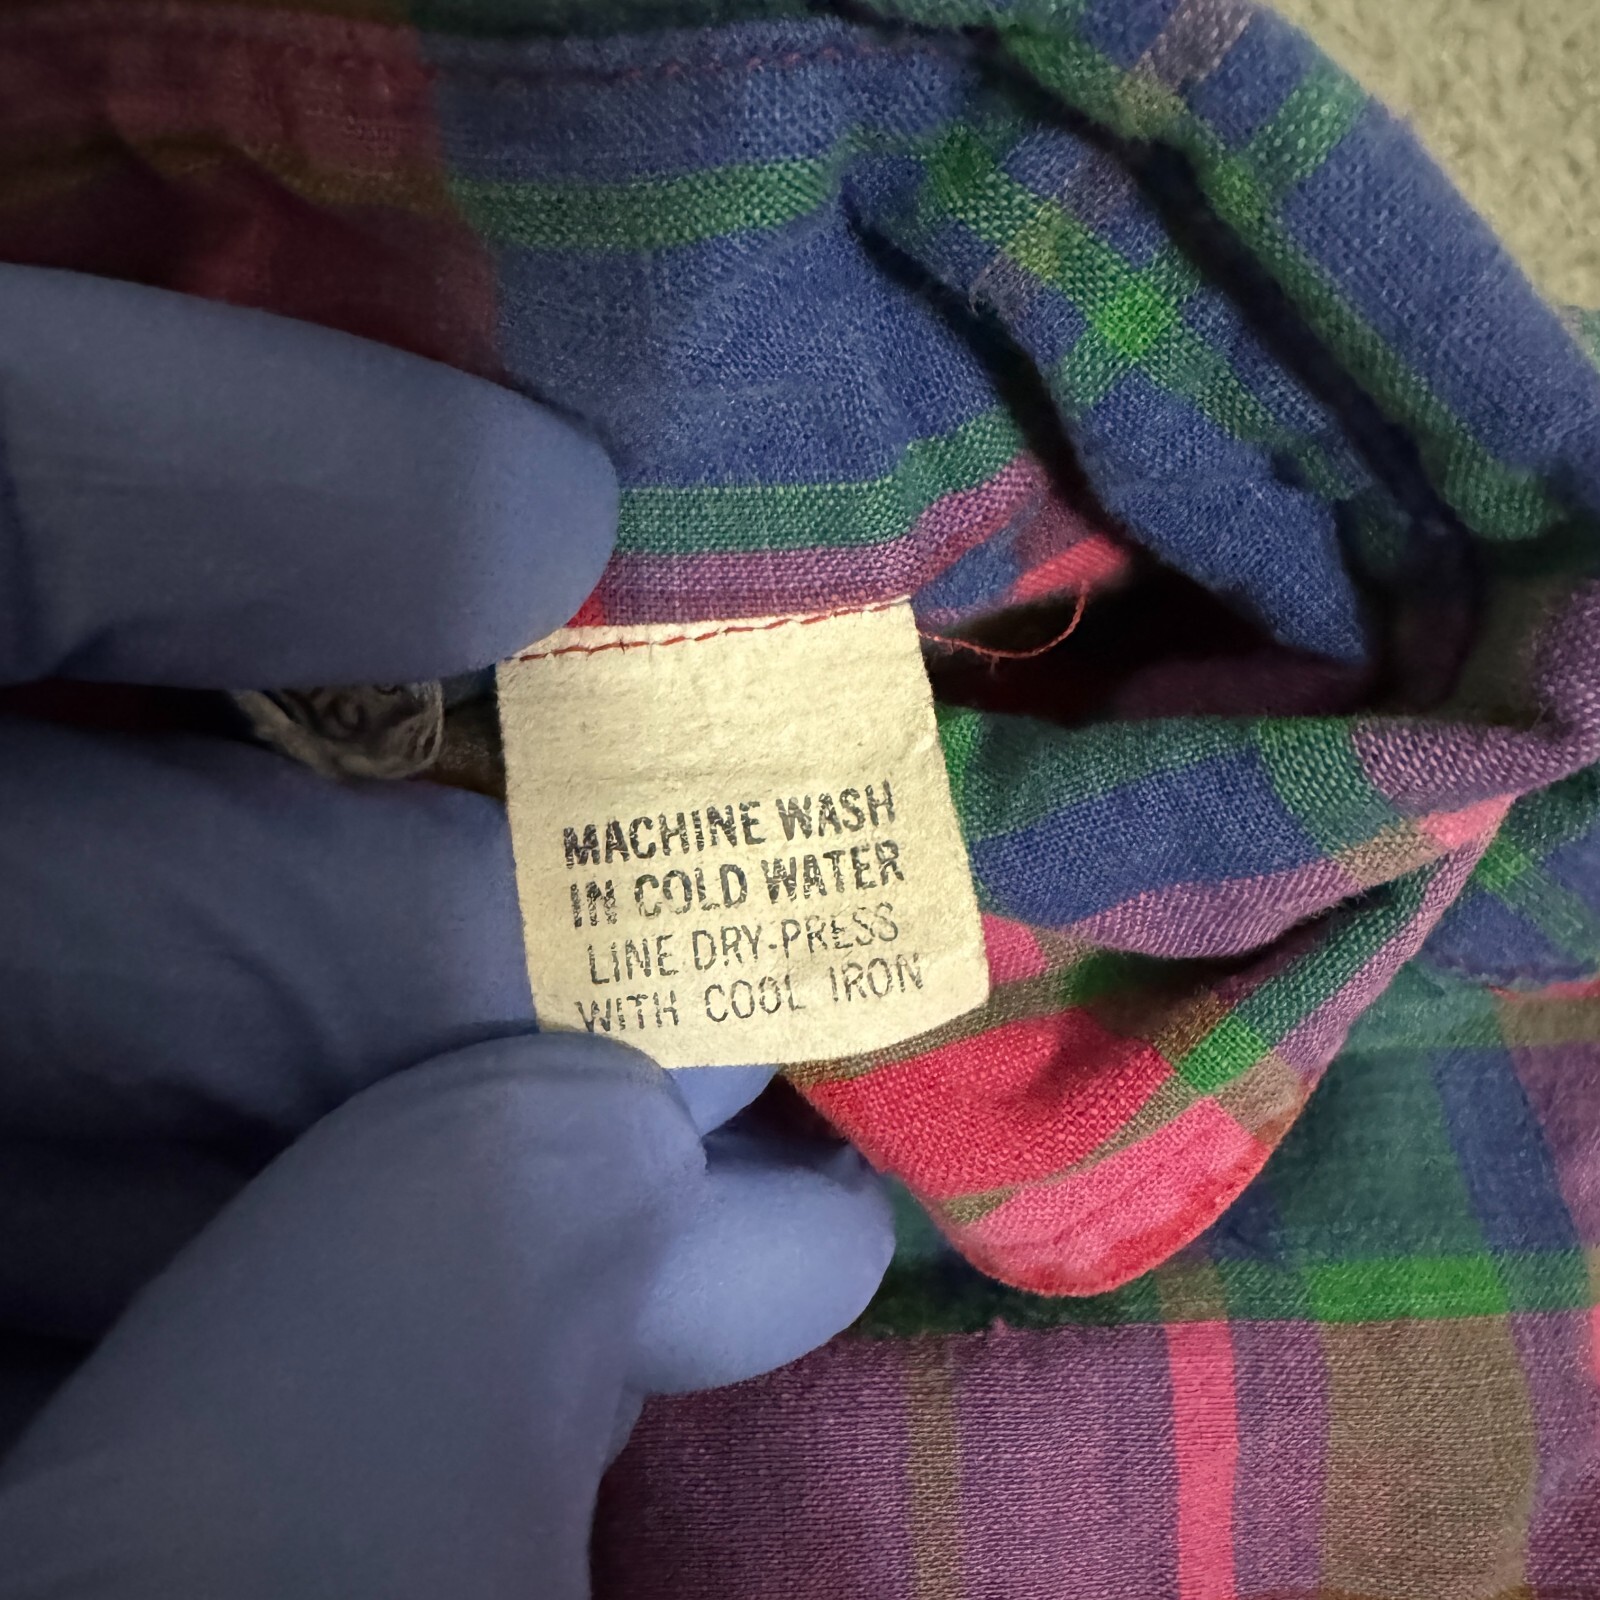 MACHINE WASH
IN COLD WATER
LINE DRY-PRESS
WITH COOL IRON